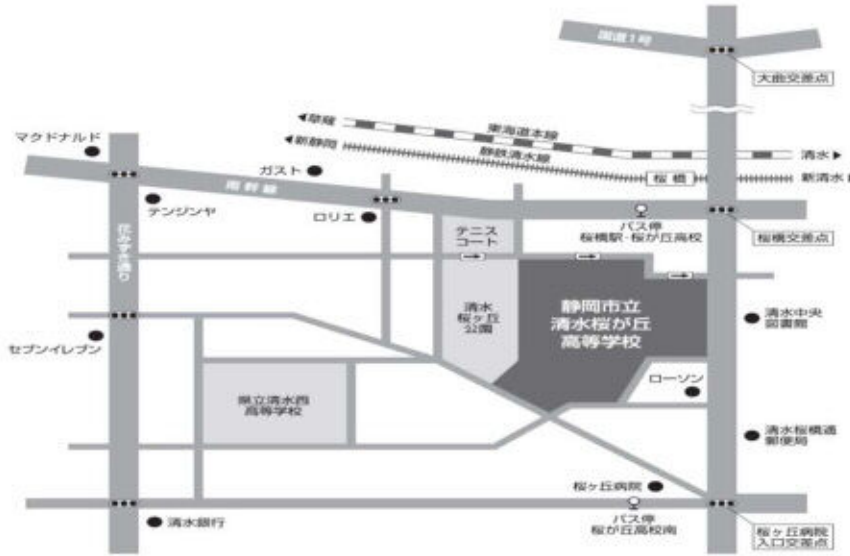 国道1号
大曲交差点
◀草薙
東海道本線
清水▶
◀新静岡
静鉄清水線
桜橋
新清水
マクドナルド
ガスト
南幹線
テンジンヤ
ロリエ
テニス
コート
バス停
桜橋駅・桜が丘高校
桜橋交差点
花みずき通り
清水
桜ヶ丘
公園
静岡市立
清水桜が丘
高等学校
清水中央
図書館
セブンイレブン
ローソン
県立清水西
高等学校
清水桜橋通
郵便局
桜ヶ丘病院
清水銀行
バス停
桜が丘高校南
桜ヶ丘病院
入口交差点